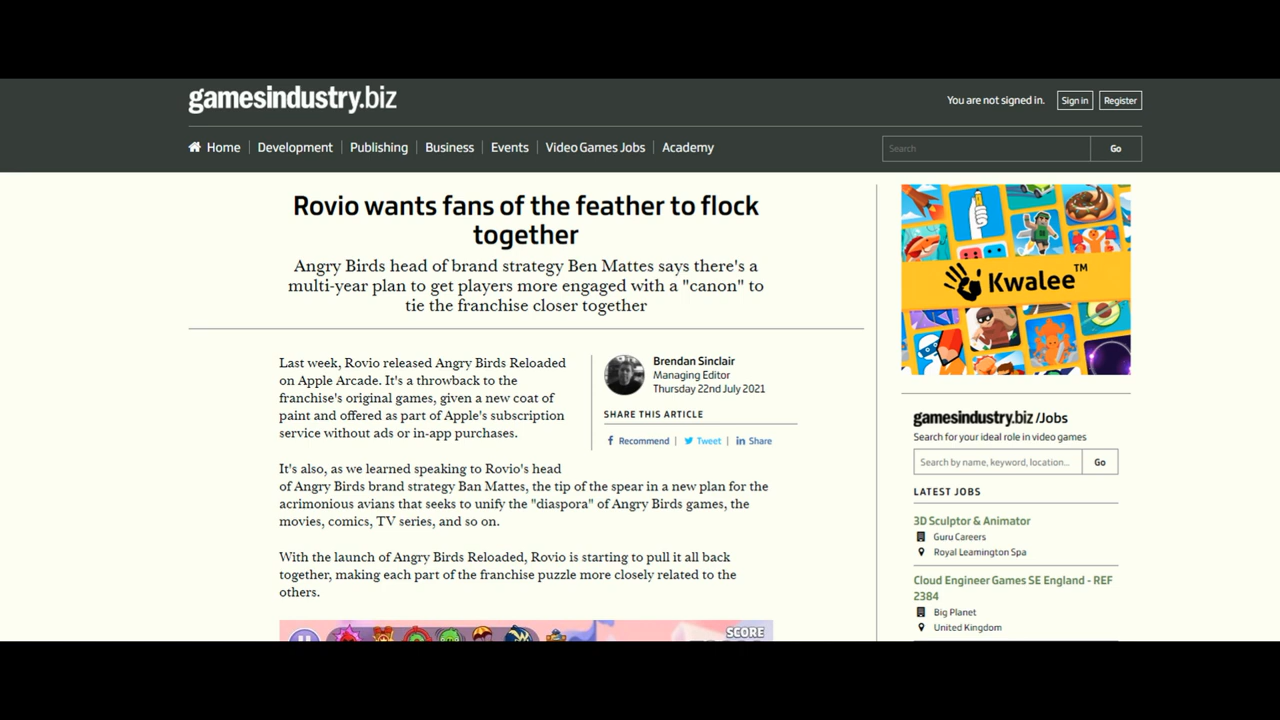 gamesindustry.biz
You are not signed in.
Sign in
Register
Home
Development
Publishing
Business
Events
Video Games Jobs
Academy
Search
Go
Rovio wants fans of the feather to flock
together
Angry Birds head of brand strategy Ben Mattes says there's a
multi-year plan to get players more engaged with a "canon" to
tie the franchise closer together
Last week, Rovio released Angry Birds Reloaded
on Apple Arcade. It's a throwback to the
franchise's original games, given a new coat of
paint and offered as part of Apple's subscription
service without ads or in-app purchases.
Brendan Sinclair
Managing Editor
Thursday 22nd July 2021
SHARE THIS ARTICLE
Recommend
Tweet
Share
It's also, as we learned speaking to Rovio's head
of Angry Birds brand strategy Ban Mattes, the tip of the spear in a new plan for the
acrimonious avians that seeks to unify the "diaspora" of Angry Birds games, the
movies, comics, TV series, and so on.
With the launch of Angry Birds Reloaded, Rovio is starting to pull it all back
together, making each part of the franchise puzzle more closely related to the
others.
SCORE
Kwalee™
gamesindustry.biz /Jobs
Search for your ideal role in video games
Search by name, keyword, location...
Go
LATEST JOBS
3D Sculptor & Animator
Guru Careers
Royal Leamington Spa
Cloud Engineer Games SE England - REF
2384
Big Planet
United Kingdom